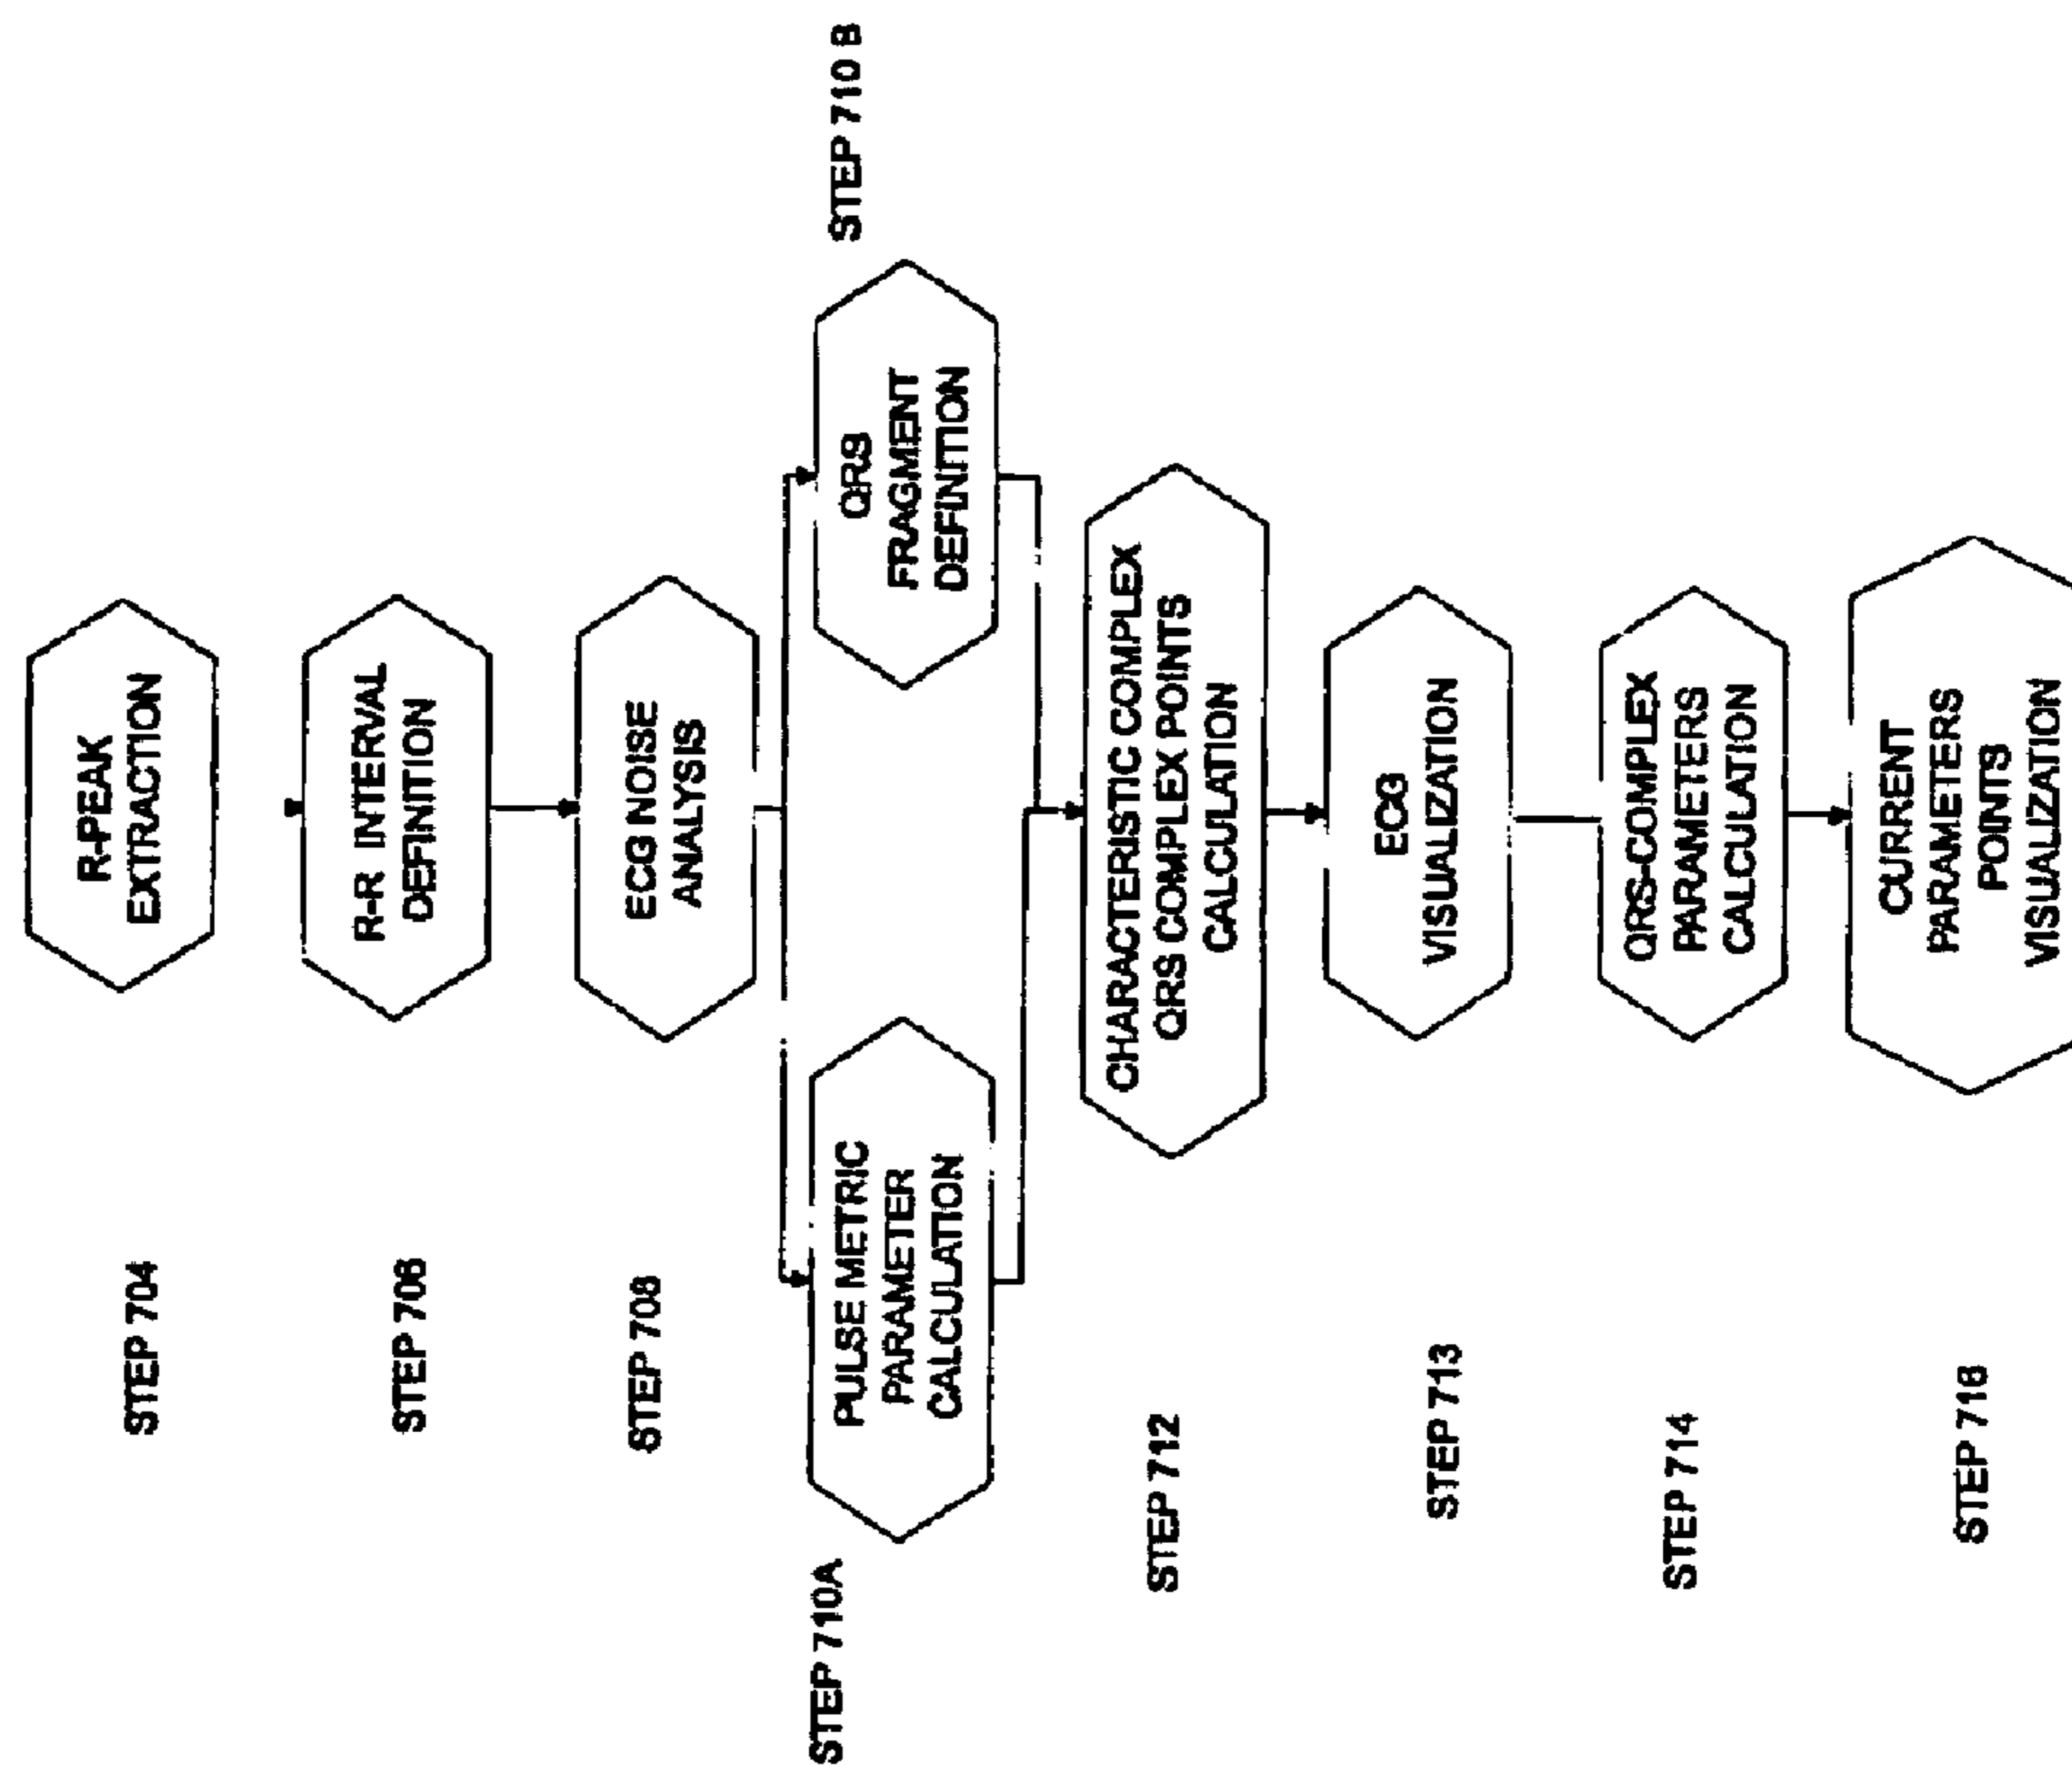 STEP 704
R-PEAK
EXTRACTION
STEP 706
R-R INTERVAL
DEFINITION
STEP 708
ECG NOISE
ANALYSIS
STEP 710A
PULSE METRIC
PARAMETER
CALCULATION
STEP 710 B
QRS
FRAGMENT
DEFINITION
STEP 712
CHARACTERISTIC COMPLEX
QRS COMPLEX POINTS
CALCULATION
STEP 713
ECG
VISUALIZATION
STEP 714
QRS-COMPLEX
PARAMETERS
CALCULATION
STEP 716
CURRENT
PARAMETERS
POINTS
VISUALIZATION